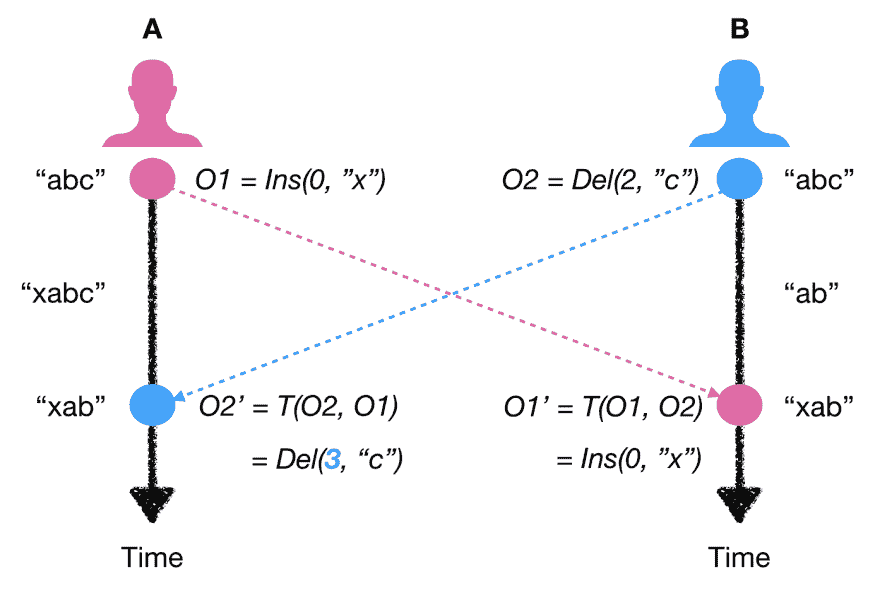 A B
"abc" O1 = Ins(0, ”x”) O2 = Del(2, ”c”) “abc”
“xabc” “ab”
“xab” O2’ = T(O2, O1) O1’ = T(O1, O2) “xab”
= Del(3, “c”) = Ins(0, ”x”)
Time Time